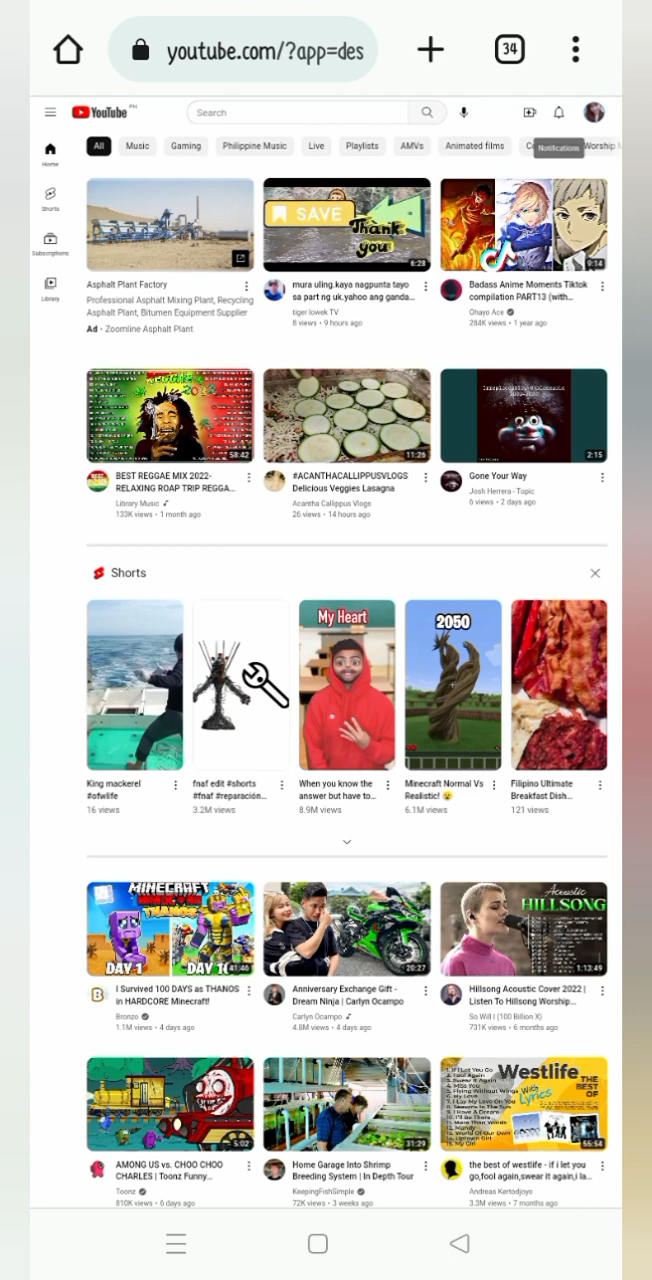 youtube.com/?app=des
34
YouTube PH
Search
All
Music
Gaming
Philippine Music
Live
Playlists
AMVs
Animated films
Notifications
Worship
Home
Shorts
Subscriptions
Library
SAVE
Thank you
6:28
9:14
Asphalt Plant Factory
Professional Asphalt Mixing Plant, Recycling
Asphalt Plant, Bitumen Equipment Supplier
Ad • Zoomline Asphalt Plant
mura uling.kaya nagpunta tayo
sa part ng uk.yahoo ang ganda...
tiger lowek TV
8 views • 9 hours ago
Badass Anime Moments Tiktok
compilation PART13 (with...
Ohayo Ace
284K views • 1 year ago
58:42
11:26
2:15
BEST REGGAE MIX 2022-
RELAXING ROAP TRIP REGGA...
Library Music
133K views • 1 month ago
#ACANTHACALLIPPUSVLOGS
Delicious Veggies Lasagna
Acantha Callippus Vlogs
26 views • 14 hours ago
Gone Your Way
Josh Herrera - Topic
6 views • 2 days ago
Shorts
My Heart
2050
King mackerel
#ofwlife
16 views
fnaf edit #shorts
#fnaf #reparación...
3.2M views
When you know the
answer but have to...
8.9M views
Minecraft Normal Vs
Realistic! 😮
6.1M views
Filipino Ultimate
Breakfast Dish...
121 views
MINECRAFT
THANOS
DAY 1
41:46
20:27
Acoustic
HILLSONG
1:13:49
I Survived 100 DAYS as THANOS
in HARDCORE Minecraft!
Bronzo
1.1M views • 4 days ago
Anniversary Exchange Gift -
Dream Ninja | Carlyn Ocampo
Carlyn Ocampo
4.8M views • 4 days ago
Hillsong Acoustic Cover 2022 |
Listen To Hillsong Worship...
So Will I (100 Billion X)
731K views • 6 months ago
5:02
31:29
Westlife
THE BEST OF
With Lyrics
55:54
AMONG US vs. CHOO CHOO
CHARLES | Toonz Funny...
Toonz
810K views • 6 days ago
Home Garage Into Shrimp
Breeding System | In Depth Tour
KeepingFishSimple
72K views • 3 weeks ago
the best of westlife - if i let you
go,fool again,swear it again,i la...
Andreas Kertodjoyo
3.3M views • 7 months ago